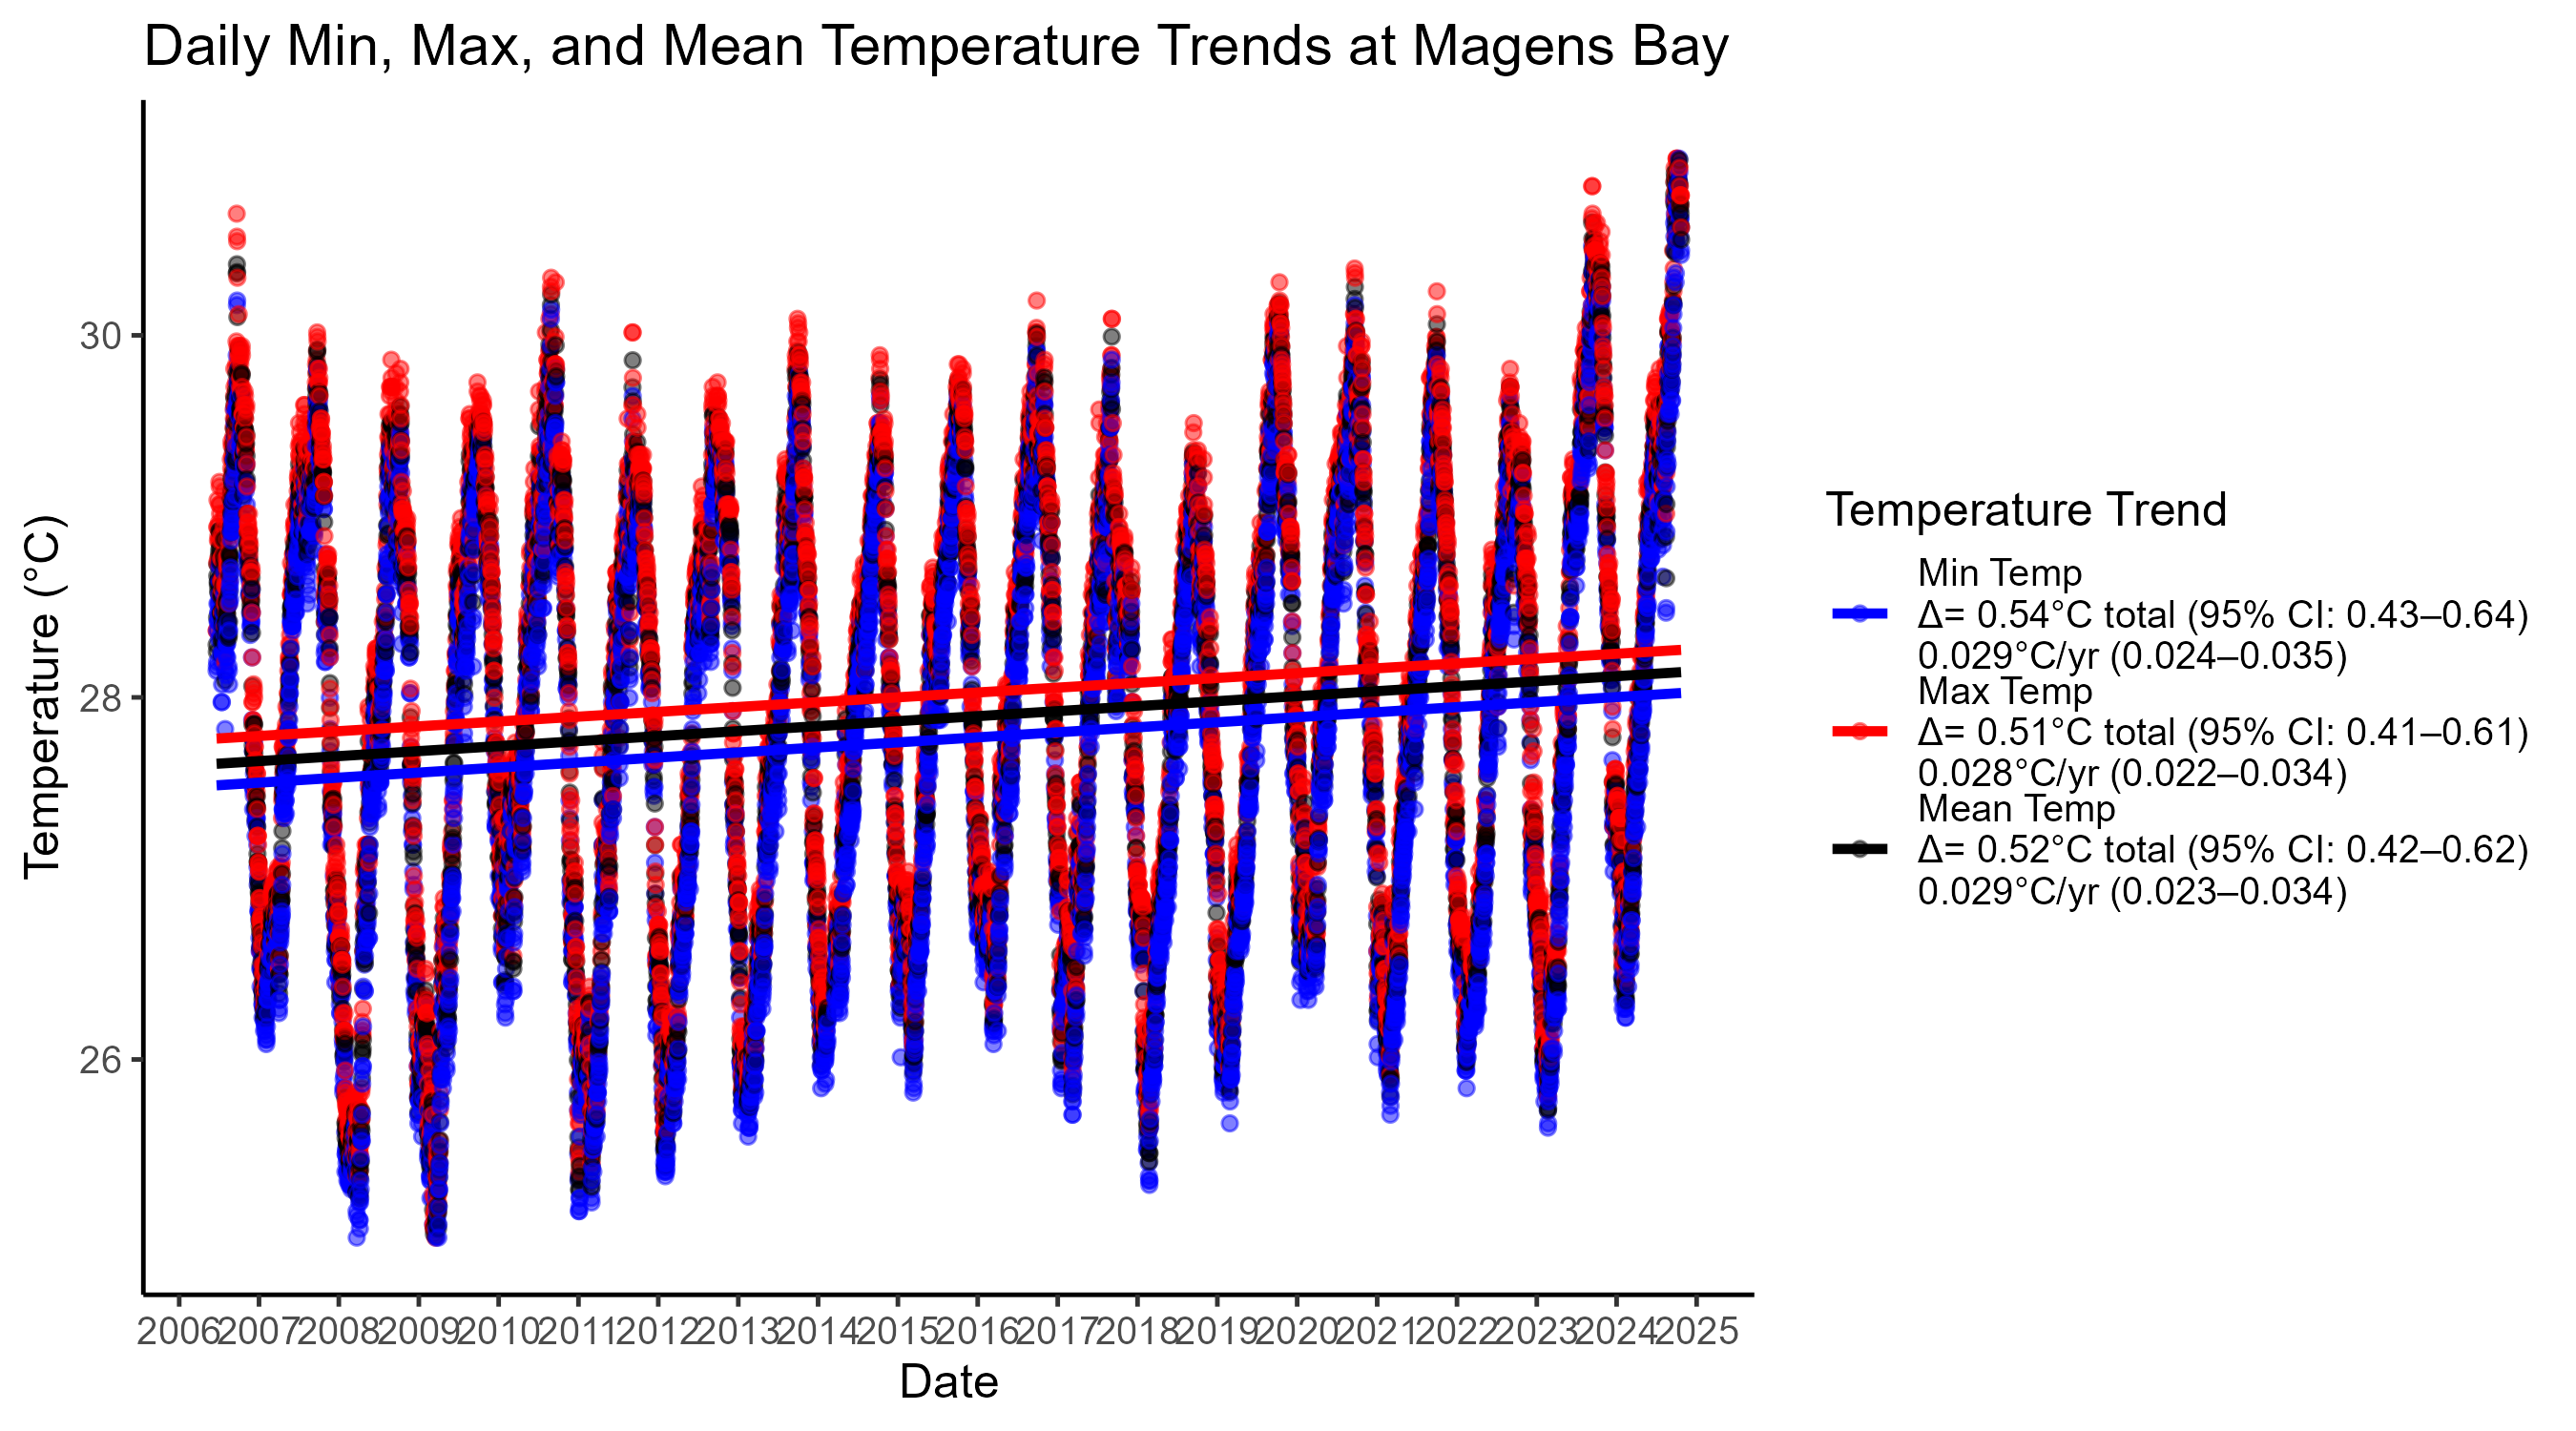 Daily Min, Max, and Mean Temperature Trends at Magens Bay
Temperature (°C)
30
28
26
2006 2007 2008 2009 2010 2011 2012 2013 2014 2015 2016 2017 2018 2019 2020 2021 2022 2023 2024 2025
Date
Temperature Trend
Min Temp
Δ= 0.54°C total (95% CI: 0.43–0.64)
0.029°C/yr (0.024–0.035)
Max Temp
Δ= 0.51°C total (95% CI: 0.41–0.61)
0.028°C/yr (0.022–0.034)
Mean Temp
Δ= 0.52°C total (95% CI: 0.42–0.62)
0.029°C/yr (0.023–0.034)